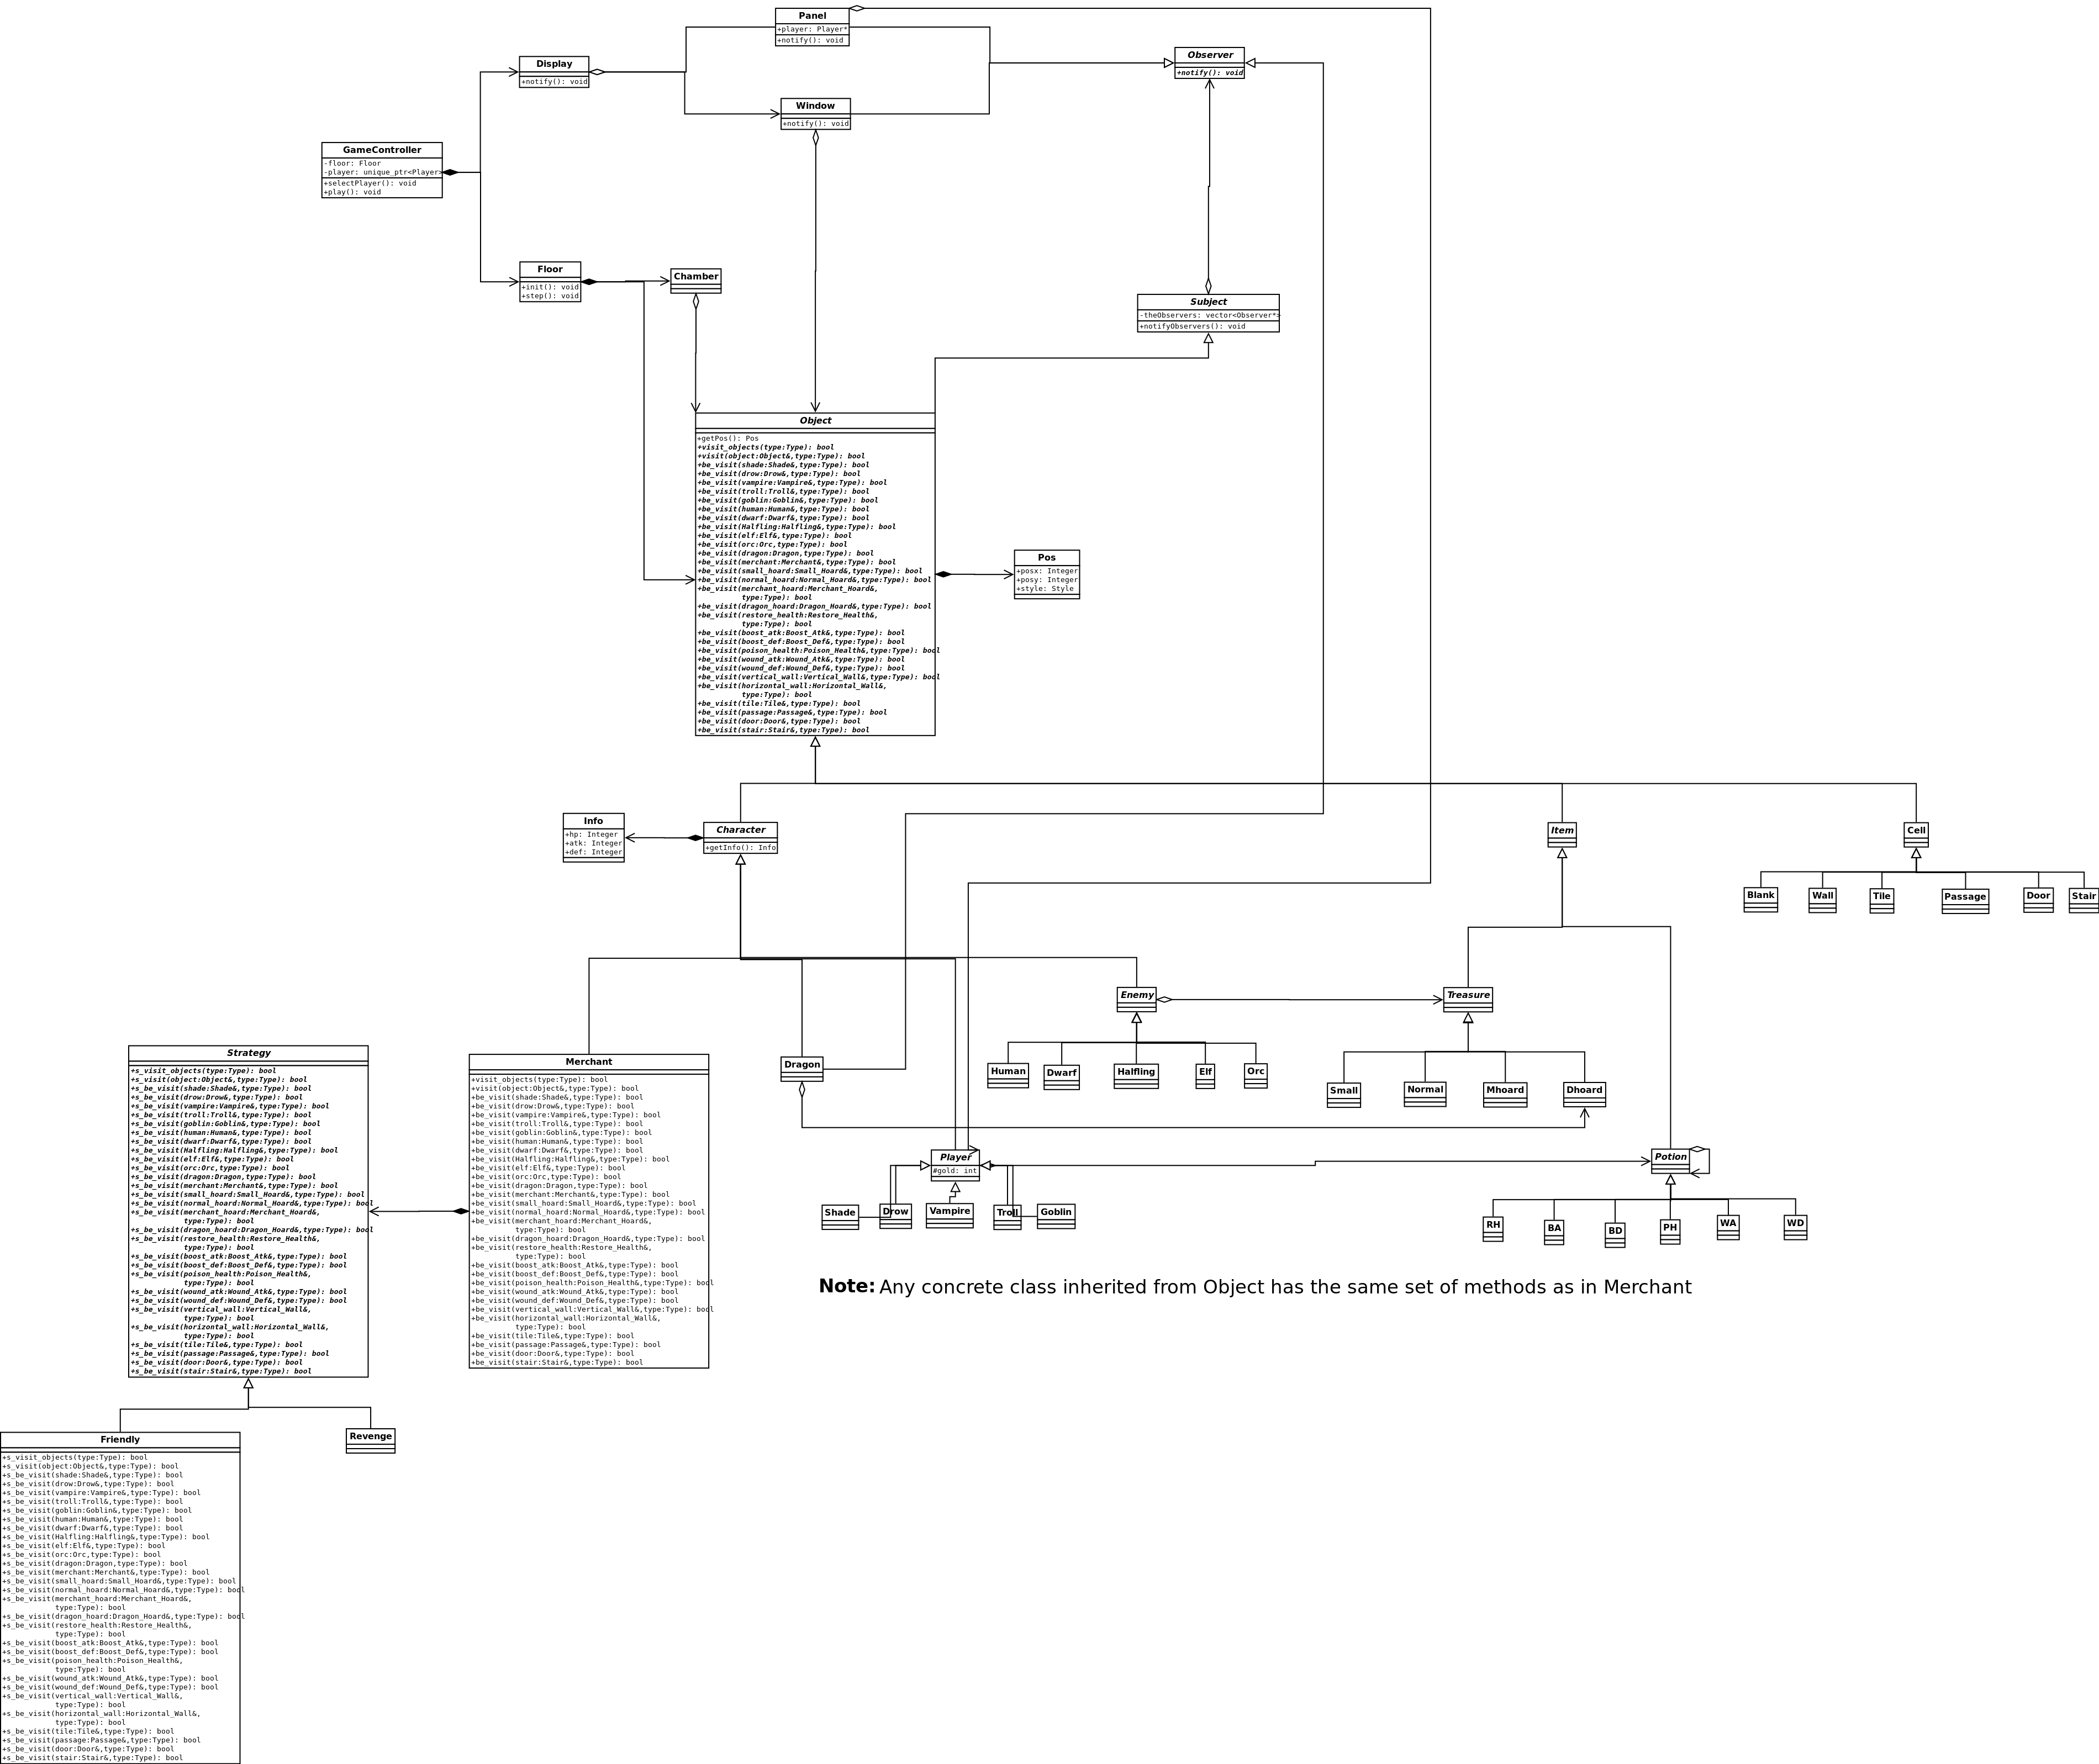 Panel
+player: Player*
+notify(): void
Observer
+notify(): void
Display
+notify(): void
Window
+notify(): void
GameController
-floor: Floor
-player: unique_ptr<Player>
+selectPlayer(): void
+play(): void
Floor
+init(): void
+step(): void
Chamber
Subject
-theObservers: vector<Observer*>
+notifyObservers(): void
Object
+getPos(): Pos
+visit_objects(type:Type): bool
+visit(object:Object&,type:Type): bool
+be_visit(shade:Shade&,type:Type): bool
+be_visit(drow:Drow&,type:Type): bool
+be_visit(vampire:Vampire&,type:Type): bool
+be_visit(troll:Troll&,type:Type): bool
+be_visit(goblin:Goblin&,type:Type): bool
+be_visit(human:Human&,type:Type): bool
+be_visit(dwarf:Dwarf&,type:Type): bool
+be_visit(Halfling:Halfling&,type:Type): bool
+be_visit(elf:Elf&,type:Type): bool
+be_visit(orc:Orc,type:Type): bool
+be_visit(dragon:Dragon,type:Type): bool
+be_visit(merchant:Merchant&,type:Type): bool
+be_visit(small_hoard:Small_Hoard&,type:Type): bool
+be_visit(normal_hoard:Normal_Hoard&,type:Type): bool
+be_visit(merchant_hoard:Merchant_Hoard&,
type:Type): bool
+be_visit(dragon_hoard:Dragon_Hoard&,type:Type): bool
+be_visit(restore_health:Restore_Health&,
type:Type): bool
+be_visit(boost_atk:Boost_Atk&,type:Type): bool
+be_visit(boost_def:Boost_Def&,type:Type): bool
+be_visit(poison_health:Poison_Health&,type:Type): bool
+be_visit(wound_atk:Wound_Atk&,type:Type): bool
+be_visit(wound_def:Wound_Def&,type:Type): bool
+be_visit(vertical_wall:Vertical_Wall&,type:Type): bool
+be_visit(horizontal_wall:Horizontal_Wall&,
type:Type): bool
+be_visit(tile:Tile&,type:Type): bool
+be_visit(passage:Passage&,type:Type): bool
+be_visit(door:Door&,type:Type): bool
+be_visit(stair:Stair&,type:Type): bool
Pos
+posx: Integer
+posy: Integer
+style: Style
Info
+hp: Integer
+atk: Integer
+def: Integer
Character
+getInfo(): Info
Item
Cell
Blank
Wall
Tile
Passage
Door
Stair
Enemy
Treasure
Human
Dwarf
Halfling
Elf
Orc
Small
Normal
Mhoard
Dhoard
Dragon
Player
#gold: int
Potion
Shade
Drow
Vampire
Troll
Goblin
RH
BA
BD
PH
WA
WD
Strategy
+s_visit_objects(type:Type): bool
+s_visit(object:Object&,type:Type): bool
+s_be_visit(shade:Shade&,type:Type): bool
+s_be_visit(drow:Drow&,type:Type): bool
+s_be_visit(vampire:Vampire&,type:Type): bool
+s_be_visit(troll:Troll&,type:Type): bool
+s_be_visit(goblin:Goblin&,type:Type): bool
+s_be_visit(human:Human&,type:Type): bool
+s_be_visit(dwarf:Dwarf&,type:Type): bool
+s_be_visit(Halfling:Halfling&,type:Type): bool
+s_be_visit(elf:Elf&,type:Type): bool
+s_be_visit(orc:Orc,type:Type): bool
+s_be_visit(dragon:Dragon,type:Type): bool
+s_be_visit(merchant:Merchant&,type:Type): bool
+s_be_visit(small_hoard:Small_Hoard&,type:Type): bool
+s_be_visit(normal_hoard:Normal_Hoard&,type:Type): bool
+s_be_visit(merchant_hoard:Merchant_Hoard&,
type:Type): bool
+s_be_visit(dragon_hoard:Dragon_Hoard&,type:Type): bool
+s_be_visit(restore_health:Restore_Health&,
type:Type): bool
+s_be_visit(boost_atk:Boost_Atk&,type:Type): bool
+s_be_visit(boost_def:Boost_Def&,type:Type): bool
+s_be_visit(poison_health:Poison_Health&,
type:Type): bool
+s_be_visit(wound_atk:Wound_Atk&,type:Type): bool
+s_be_visit(wound_def:Wound_Def&,type:Type): bool
+s_be_visit(vertical_wall:Vertical_Wall&,
type:Type): bool
+s_be_visit(horizontal_wall:Horizontal_Wall&,
type:Type): bool
+s_be_visit(tile:Tile&,type:Type): bool
+s_be_visit(passage:Passage&,type:Type): bool
+s_be_visit(door:Door&,type:Type): bool
+s_be_visit(stair:Stair&,type:Type): bool
Merchant
+visit_objects(type:Type): bool
+visit(object:Object&,type:Type): bool
+be_visit(shade:Shade&,type:Type): bool
+be_visit(drow:Drow&,type:Type): bool
+be_visit(vampire:Vampire&,type:Type): bool
+be_visit(troll:Troll&,type:Type): bool
+be_visit(goblin:Goblin&,type:Type): bool
+be_visit(human:Human&,type:Type): bool
+be_visit(dwarf:Dwarf&,type:Type): bool
+be_visit(Halfling:Halfling&,type:Type): bool
+be_visit(elf:Elf&,type:Type): bool
+be_visit(orc:Orc,type:Type): bool
+be_visit(dragon:Dragon,type:Type): bool
+be_visit(merchant:Merchant&,type:Type): bool
+be_visit(small_hoard:Small_Hoard&,type:Type): bool
+be_visit(normal_hoard:Normal_Hoard&,type:Type): bool
+be_visit(merchant_hoard:Merchant_Hoard&,
type:Type): bool
+be_visit(dragon_hoard:Dragon_Hoard&,type:Type): bool
+be_visit(restore_health:Restore_Health&,
type:Type): bool
+be_visit(boost_atk:Boost_Atk&,type:Type): bool
+be_visit(boost_def:Boost_Def&,type:Type): bool
+be_visit(poison_health:Poison_Health&,type:Type): bool
+be_visit(wound_atk:Wound_Atk&,type:Type): bool
+be_visit(wound_def:Wound_Def&,type:Type): bool
+be_visit(vertical_wall:Vertical_Wall&,type:Type): bool
+be_visit(horizontal_wall:Horizontal_Wall&,
type:Type): bool
+be_visit(tile:Tile&,type:Type): bool
+be_visit(passage:Passage&,type:Type): bool
+be_visit(door:Door&,type:Type): bool
+be_visit(stair:Stair&,type:Type): bool
Note: Any concrete class inherited from Object has the same set of methods as in Merchant
Friendly
+s_visit_objects(type:Type): bool
+s_visit(object:Object&,type:Type): bool
+s_be_visit(shade:Shade&,type:Type): bool
+s_be_visit(drow:Drow&,type:Type): bool
+s_be_visit(vampire:Vampire&,type:Type): bool
+s_be_visit(troll:Troll&,type:Type): bool
+s_be_visit(goblin:Goblin&,type:Type): bool
+s_be_visit(human:Human&,type:Type): bool
+s_be_visit(dwarf:Dwarf&,type:Type): bool
+s_be_visit(Halfling:Halfling&,type:Type): bool
+s_be_visit(elf:Elf&,type:Type): bool
+s_be_visit(orc:Orc,type:Type): bool
+s_be_visit(dragon:Dragon,type:Type): bool
+s_be_visit(merchant:Merchant&,type:Type): bool
+s_be_visit(small_hoard:Small_Hoard&,type:Type): bool
+s_be_visit(normal_hoard:Normal_Hoard&,type:Type): bool
+s_be_visit(merchant_hoard:Merchant_Hoard&,
type:Type): bool
+s_be_visit(dragon_hoard:Dragon_Hoard&,type:Type): bool
+s_be_visit(restore_health:Restore_Health&,
type:Type): bool
+s_be_visit(boost_atk:Boost_Atk&,type:Type): bool
+s_be_visit(boost_def:Boost_Def&,type:Type): bool
+s_be_visit(poison_health:Poison_Health&,
type:Type): bool
+s_be_visit(wound_atk:Wound_Atk&,type:Type): bool
+s_be_visit(wound_def:Wound_Def&,type:Type): bool
+s_be_visit(vertical_wall:Vertical_Wall&,
type:Type): bool
+s_be_visit(horizontal_wall:Horizontal_Wall&,
type:Type): bool
+s_be_visit(tile:Tile&,type:Type): bool
+s_be_visit(passage:Passage&,type:Type): bool
+s_be_visit(door:Door&,type:Type): bool
+s_be_visit(stair:Stair&,type:Type): bool
Revenge